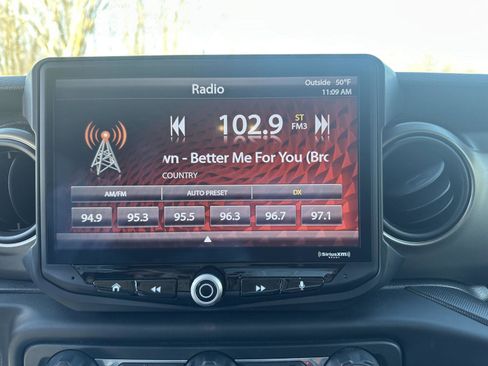 Radio
Outside 50°F
11:09 AM
102.9
ST
FM3
wn - Better Me For You (Brc
COUNTRY
AM/FM AUTO PRESET DX
94.9 95.3 95.5 96.3 96.7 97.1
SiriusXM